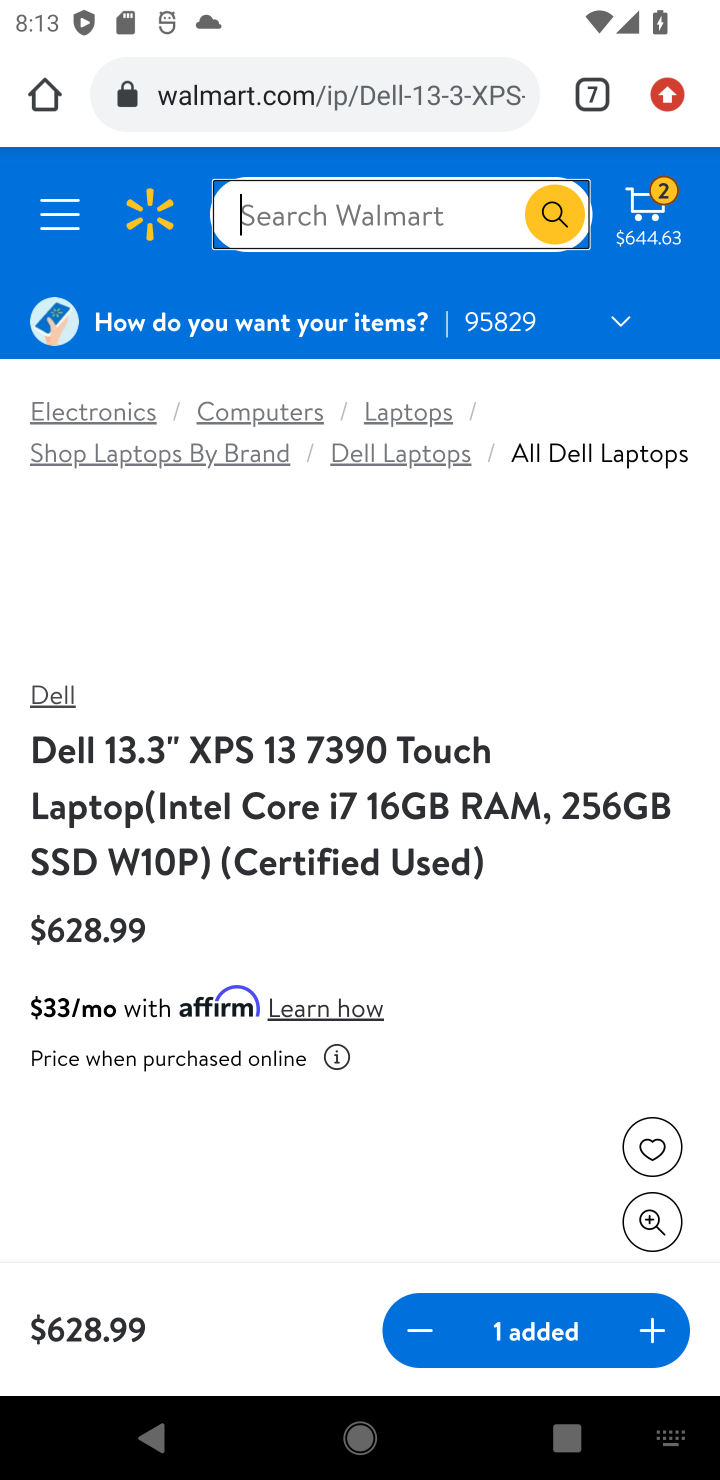 8:13
walmart.com/ip/Dell-13-3-XPS-
7
Search Walmart
2
$644.63
How do you want your items? | 95829
Electronics / Computers / Laptops /
Shop Laptops By Brand / Dell Laptops / All Dell Laptops
Dell
Dell 13.3" XPS 13 7390 Touch
Laptop(Intel Core i7 16GB RAM, 256GB
SSD W10P) (Certified Used)
$628.99
$33/mo with affirm Learn how
Price when purchased online
$628.99
1 added